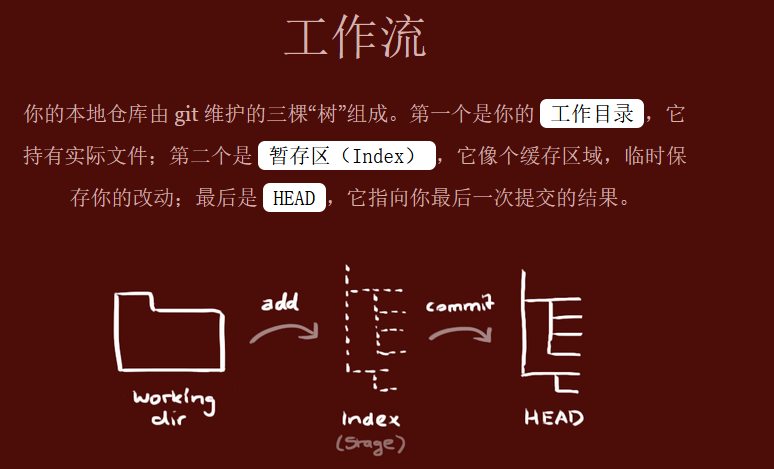 工作流
你的本地仓库由 git 维护的三棵“树”组成。第一个是你的 工作目录，它
持有实际文件；第二个是 暂存区（Index），它像个缓存区域，临时保
存你的改动；最后是 HEAD，它指向你最后一次提交的结果。
add
commit
working
dir
Index
(Stage)
HEAD